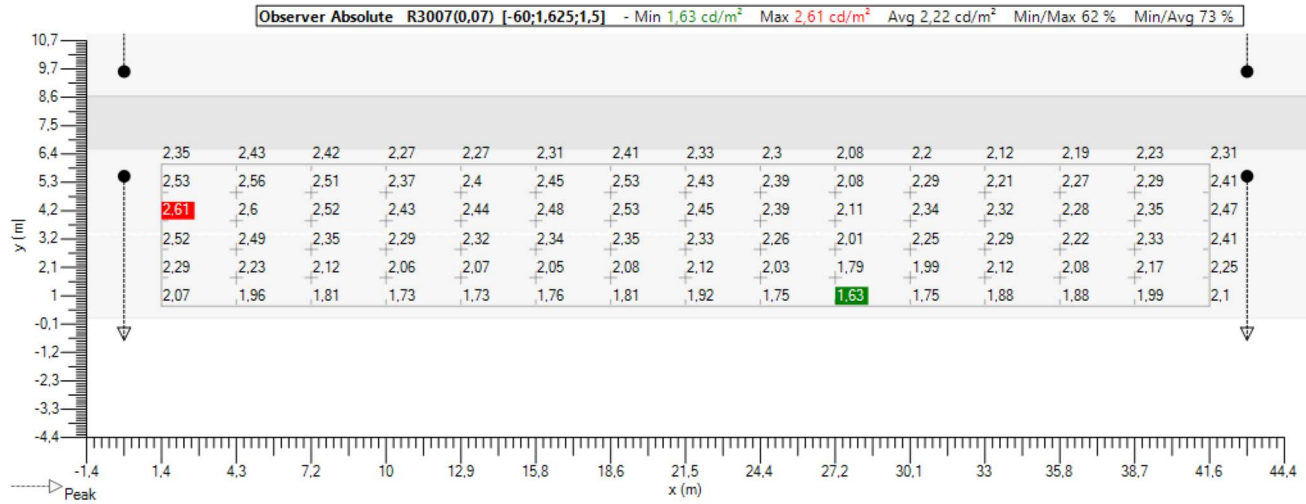 Observer Absolute R3007(0,07) [-60;1,625;1,5] - Min 1,63 cd/m² Max 2,61 cd/m² Avg 2,22 cd/m² Min/Max 62 % Min/Avg 73 %
10,7
9,7
8,6
7,5
6,4 2,35 2,43 2,42 2,27 2,27 2,31 2,41 2,33 2,3 2,08 2,2 2,12 2,19 2,23 2,31
5,3 2,53 2,56 2,51 2,37 2,4 2,45 2,53 2,43 2,39 2,08 2,29 2,21 2,27 2,29 2,41
4,2 2,61 2,6 2,52 2,43 2,44 2,48 2,53 2,45 2,39 2,11 2,34 2,32 2,28 2,35 2,47
3,2 2,52 2,49 2,35 2,29 2,32 2,34 2,35 2,33 2,26 2,01 2,25 2,29 2,22 2,33 2,41
2,1 2,29 2,23 2,12 2,06 2,07 2,05 2,08 2,12 2,03 1,79 1,99 2,12 2,08 2,17 2,25
1 2,07 1,96 1,81 1,73 1,73 1,76 1,81 1,92 1,75 1,63 1,75 1,88 1,88 1,99 2,1
-0,1
-1,2
-2,3
-3,3
-4,4
y (m)
-1,4 1,4 4,3 7,2 10 12,9 15,8 18,6 21,5 24,4 27,2 30,1 33 35,8 38,7 41,6 44,4
x (m)
Peak